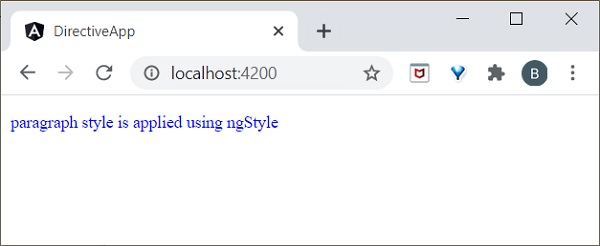 DirectiveApp
localhost:4200
B
paragraph style is applied using ngStyle